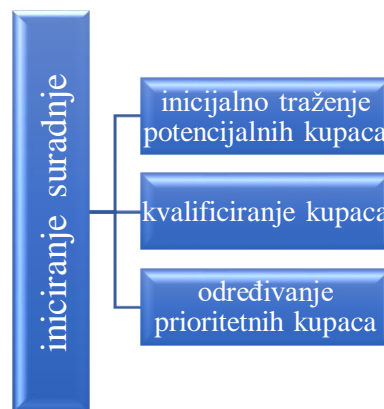 iniciranje suradnje
inicijalno traženje
potencijalnih kupaca
kvalificiranje kupaca
određivanje
prioritetnih kupaca